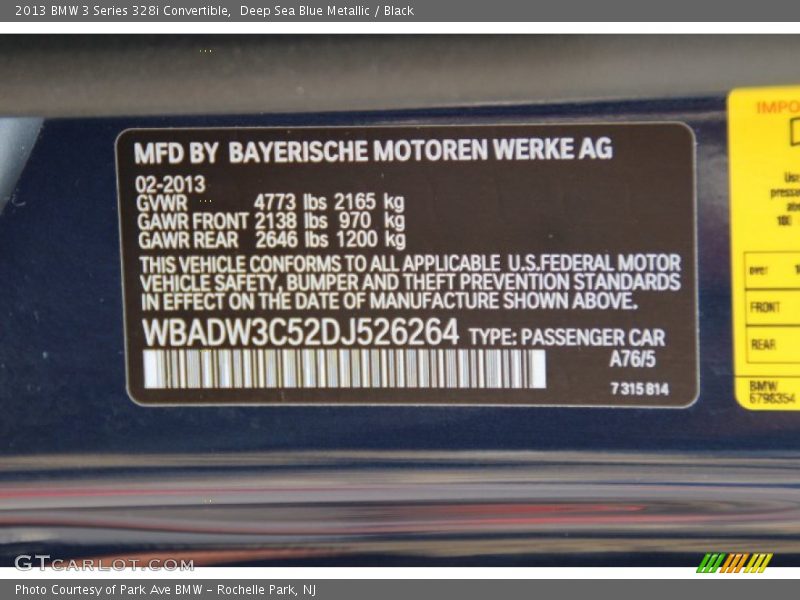 2013 BMW 3 Series 328i Convertible,  Deep Sea Blue Metallic / Black
MFD BY BAYERISCHE MOTOREN WERKE AG
02-2013
GVWR 4773 lbs 2165 kg
GAWR FRONT 2138 lbs 970 kg
GAWR REAR 2646 lbs 1200 kg
THIS VEHICLE CONFORMS TO ALL APPLICABLE U.S.FEDERAL MOTOR
VEHICLE SAFETY, BUMPER AND THEFT PREVENTION STANDARDS
IN EFFECT ON THE DATE OF MANUFACTURE SHOWN ABOVE.
WBADW3C52DJ526264 TYPE: PASSENGER CAR
A76/5
7 315 814
over
FRONT
REAR
BMW
6798354
GTCARLOT.COM
Photo Courtesy of Park Ave BMW - Rochelle Park, NJ